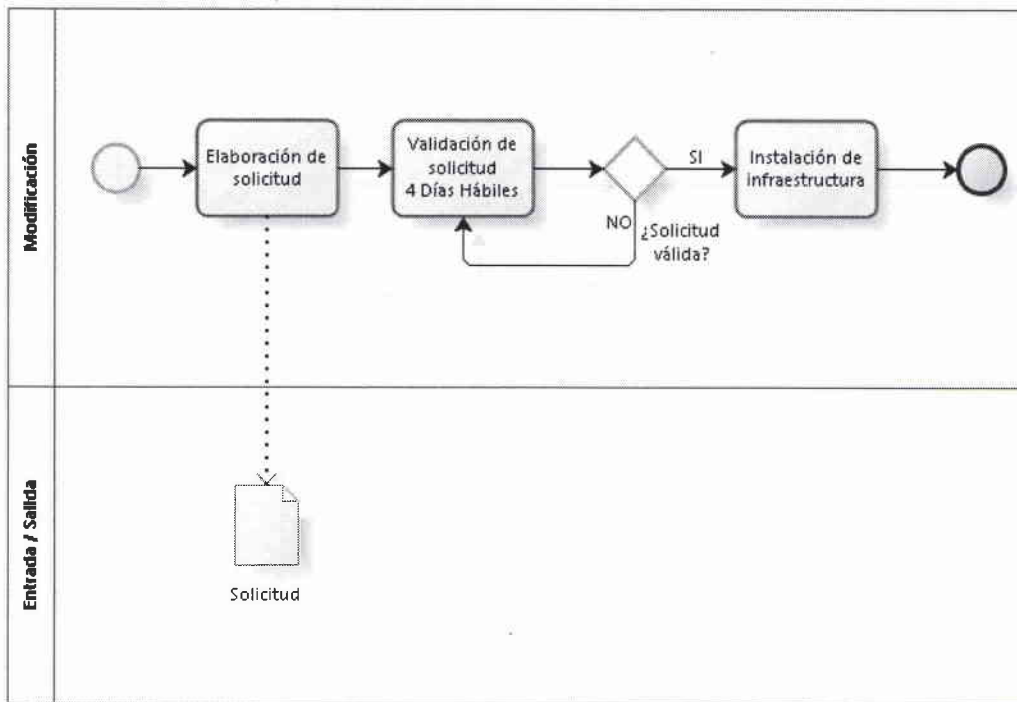 Modificación
Elaboración de
solicitud
Validación de
solicitud
4 Días Hábiles
SI
NO
¿Solicitud
válida?
Instalación de
infraestructura
Entrada / Salida
Solicitud